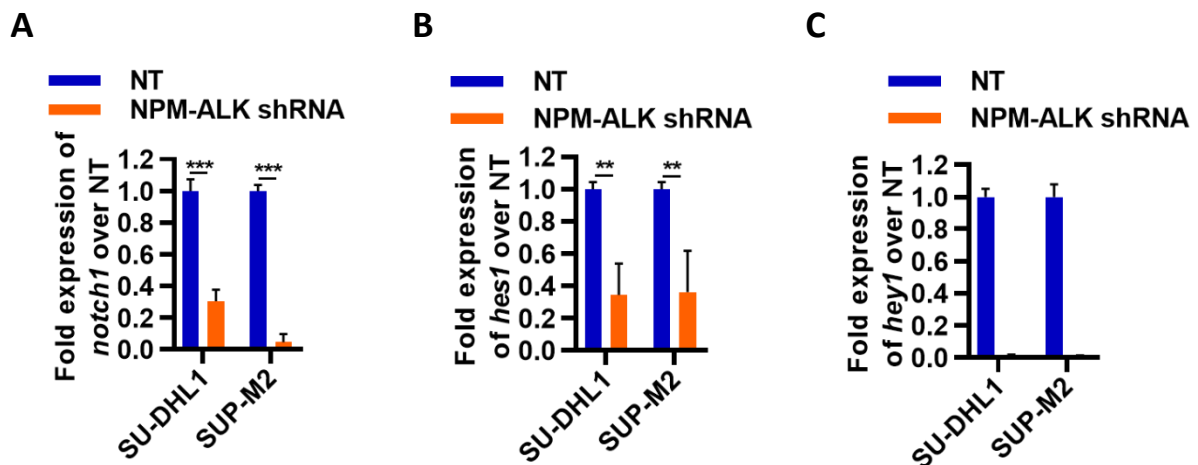 A
NT
NPM-ALK shRNA
Fold expression of
notch1 over NT
1.2
1.0
0.8
0.6
0.4
0.2
0.0
***
***
SU-DHL1
SUP-M2
B
NT
NPM-ALK shRNA
Fold expression
of hes1 over NT
1.2
1.0
0.8
0.6
0.4
0.2
0.0
**
**
SU-DHL1
SUP-M2
C
NT
NPM-ALK shRNA
Fold expression
of hey1 over NT
1.2
1.0
0.8
0.6
0.4
0.2
0.0
SU-DHL1
SUP-M2